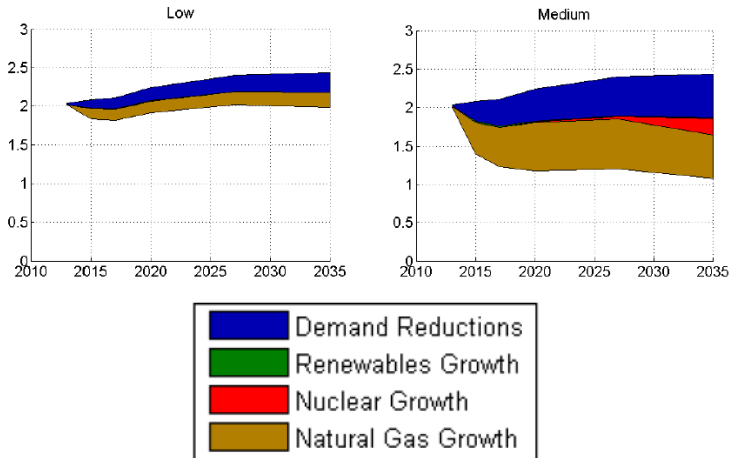 Low
3
2.5
2
1.5
1
0.5
0
2010 2015 2020 2025 2030 2035
Medium
3
2.5
2
1.5
1
0.5
0
2010 2015 2020 2025 2030 2035
Demand Reductions
Renewables Growth
Nuclear Growth
Natural Gas Growth